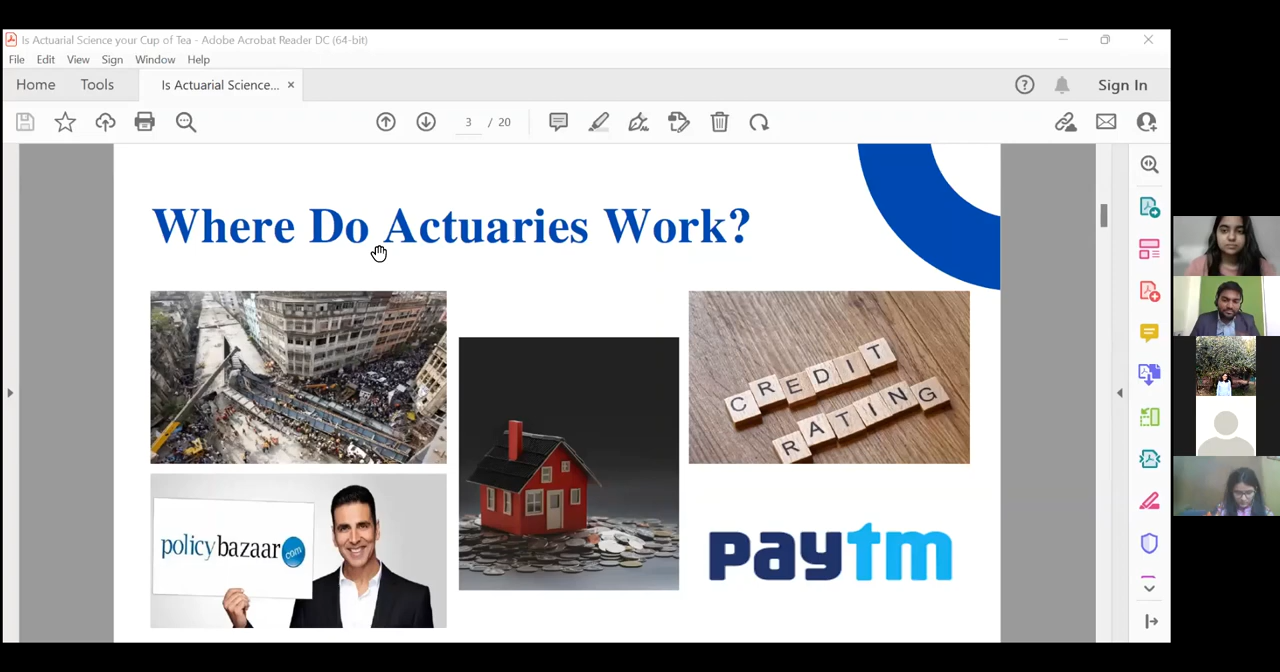 Is Actuarial Science your Cup of Tea - Adobe Acrobat Reader DC (64-bit)
File Edit View Sign Window Help
Home Tools Is Actuarial Science... × Sign In
3 / 20
Where Do Actuaries Work?
CREDIT
RATING
policybazaar.com
paytm